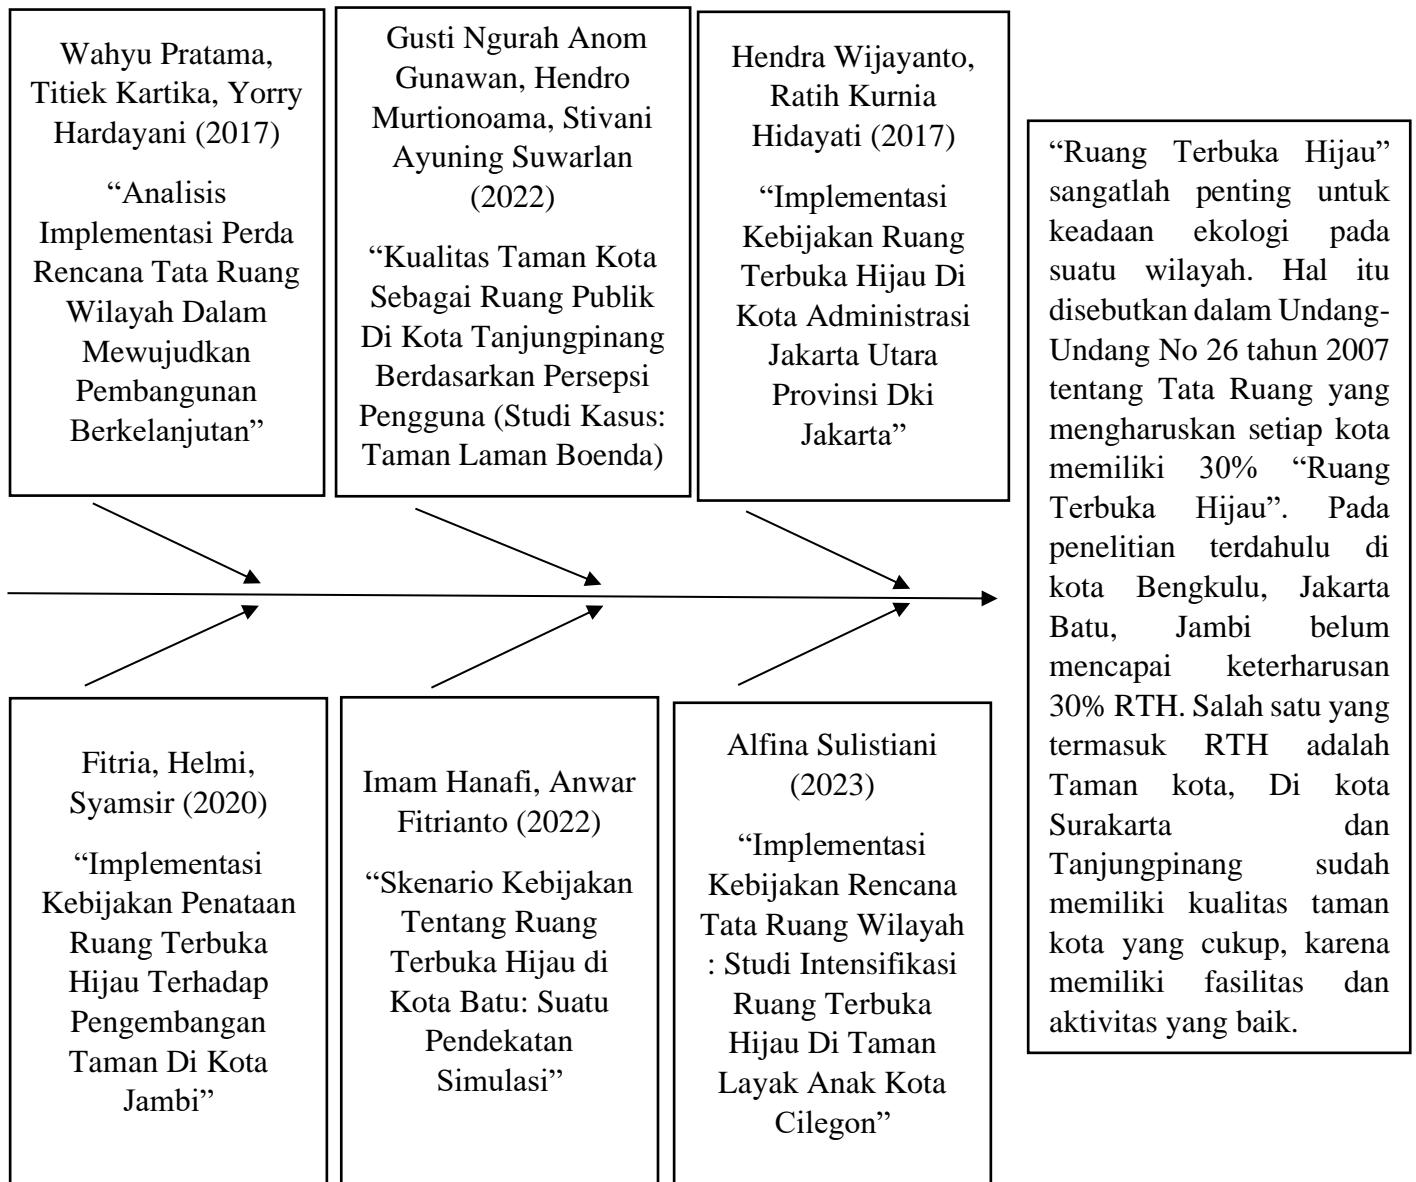 Wahyu Pratama,
Titiek Kartika, Yorry
Hardayani (2017)
“Analisis
Implementasi Perda
Rencana Tata Ruang
Wilayah Dalam
Mewujudkan
Pembangunan
Berkelanjutan”
Gusti Ngurah Anom
Gunawan, Hendro
Murtionoama, Stivani
Ayuning Suwarlan
(2022)
“Kualitas Taman Kota
Sebagai Ruang Publik
Di Kota Tanjungpinang
Berdasarkan Persepsi
Pengguna (Studi Kasus:
Taman Laman Boenda)
Hendra Wijayanto,
Ratih Kurnia
Hidayati (2017)
“Implementasi
Kebijakan Ruang
Terbuka Hijau Di
Kota Administrasi
Jakarta Utara
Provinsi Dki
Jakarta”
Fitria, Helmi,
Syamsir (2020)
“Implementasi
Kebijakan Penataan
Ruang Terbuka
Hijau Terhadap
Pengembangan
Taman Di Kota
Jambi”
Imam Hanafi, Anwar
Fitrianto (2022)
“Skenario Kebijakan
Tentang Ruang
Terbuka Hijau di
Kota Batu: Suatu
Pendekatan
Simulasi”
Alfina Sulistiani
(2023)
“Implementasi
Kebijakan Rencana
Tata Ruang Wilayah
: Studi Intensifikasi
Ruang Terbuka
Hijau Di Taman
Layak Anak Kota
Cilegon”
“Ruang Terbuka Hijau”
sangatlah penting untuk
keadaan ekologi pada
suatu wilayah. Hal itu
disebutkan dalam Undang-
Undang No 26 tahun 2007
tentang Tata Ruang yang
mengharuskan setiap kota
memiliki 30% “Ruang
Terbuka Hijau”. Pada
penelitian terdahulu di
kota Bengkulu, Jakarta
Batu, Jambi belum
mencapai keterharusan
30% RTH. Salah satu yang
termasuk RTH adalah
Taman kota, Di kota
Surakarta dan
Tanjungpinang sudah
memiliki kualitas taman
kota yang cukup, karena
memiliki fasilitas dan
aktivitas yang baik.